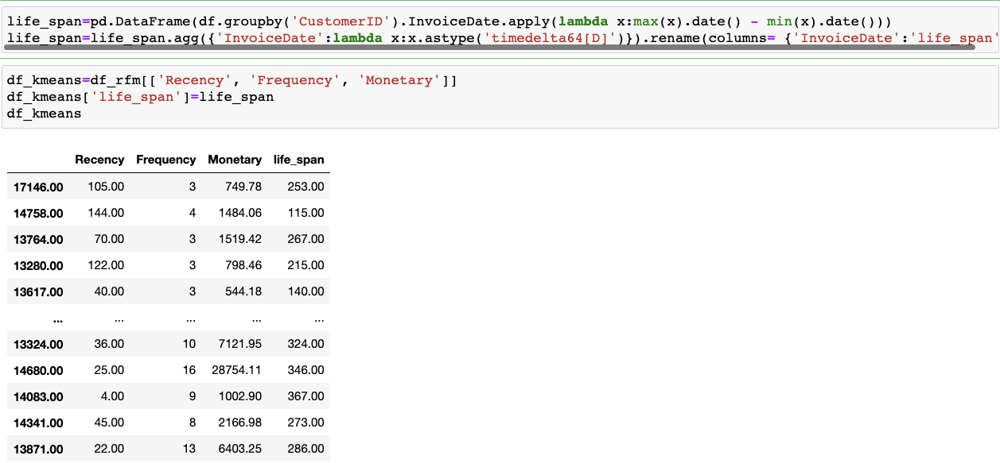 life_span=pd.DataFrame(df.groupby('CustomerID').InvoiceDate.apply(lambda x:max(x).date() - min(x).date()))
life_span=life_span.agg({'InvoiceDate':lambda x:x.astype('timedelta64[D]')}).rename(columns= {'InvoiceDate':'life_span'
df_kmeans=df_rfm[['Recency', 'Frequency', 'Monetary']]
df_kmeans['life_span']=life_span
df_kmeans
Recency Frequency Monetary life_span
17146.00 105.00 3 749.78 253.00
14758.00 144.00 4 1484.06 115.00
13764.00 70.00 3 1519.42 267.00
13280.00 122.00 3 798.46 215.00
13617.00 40.00 3 544.18 140.00
... ... ... ... ...
13324.00 36.00 10 7121.95 324.00
14680.00 25.00 16 28754.11 346.00
14083.00 4.00 9 1002.90 367.00
14341.00 45.00 8 2166.98 273.00
13871.00 22.00 13 6403.25 286.00